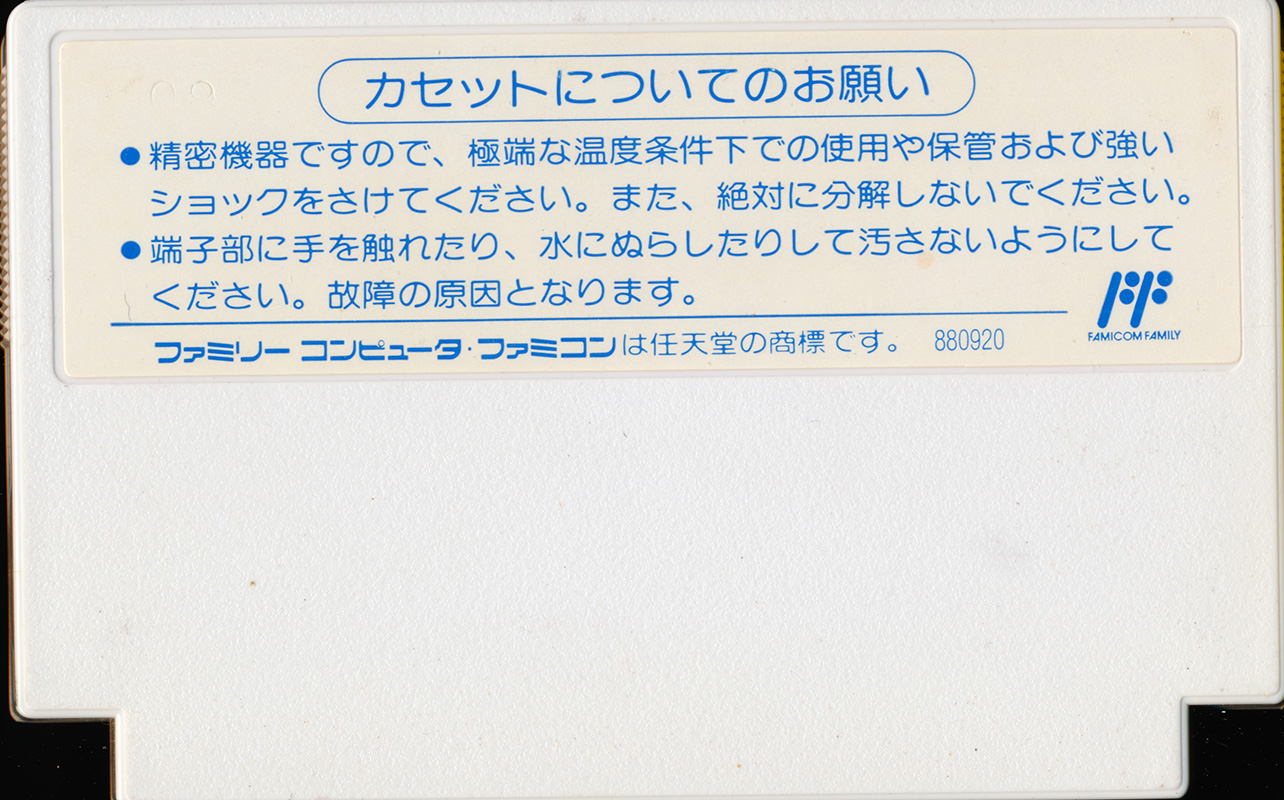 カセットについてのお願い
●精密機器ですので、極端な温度条件下での使用や保管および強い
ショックをさけてください。また、絶対に分解しないでください。
●端子部に手を触れたり、水にぬらしたりして汚さないようにして
ください。故障の原因となります。
ファミリーコンピュータ・ファミコンは任天堂の商標です。 880920
FAMICOM FAMILY